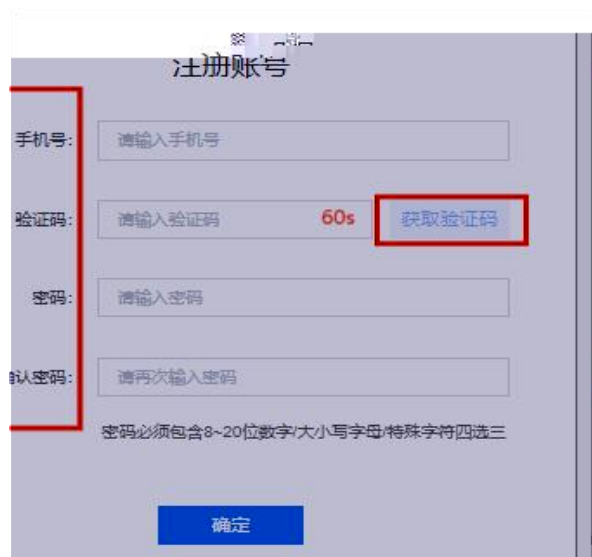 注册账号
手机号: 请输入手机号
验证码: 请输入验证码 60s 获取验证码
密码: 请输入密码
认密码: 请再次输入密码
密码必须包含8~20位数字/大小写字母/特殊字符四选三
确定